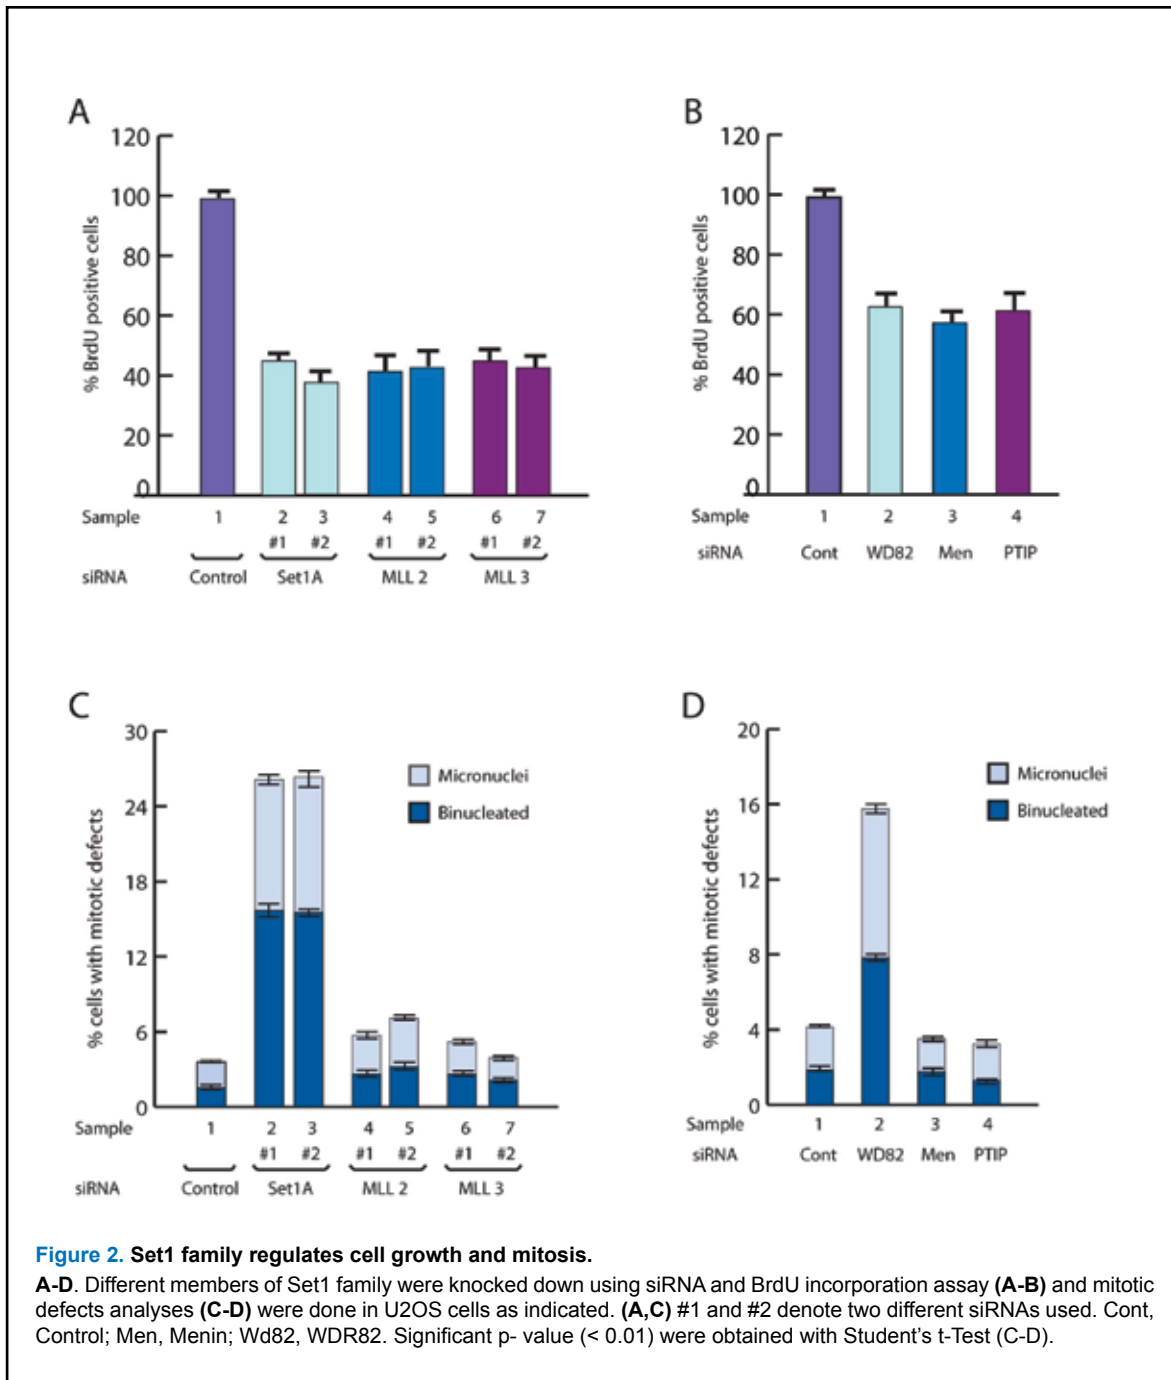 A
120
100
80
60
40
20
0
% BrdU positive cells
Sample 1 2 3 4 5 6 7
#1 #2 #1 #2 #1 #2
siRNA Control Set1A MLL 2 MLL 3
B
120
100
80
60
40
20
0
% BrdU positive cells
Sample 1 2 3 4
siRNA Cont WD82 Men PTIP
C
30
24
18
12
6
0
% cells with mitotic defects
Micronuclei
Binucleated
Sample 1 2 3 4 5 6 7
#1 #2 #1 #2 #1 #2
siRNA Control Set1A MLL 2 MLL 3
D
20
16
12
8
4
0
% cells with mitotic defects
Micronuclei
Binucleated
Sample 1 2 3 4
siRNA Cont WD82 Men PTIP
Figure 2. Set1 family regulates cell growth and mitosis.
A-D. Different members of Set1 family were knocked down using siRNA and BrdU incorporation assay (A-B) and mitotic
defects analyses (C-D) were done in U2OS cells as indicated. (A,C) #1 and #2 denote two different siRNAs used. Cont,
Control; Men, Menin; Wd82, WDR82. Significant p- value (< 0.01) were obtained with Student's t-Test (C-D).